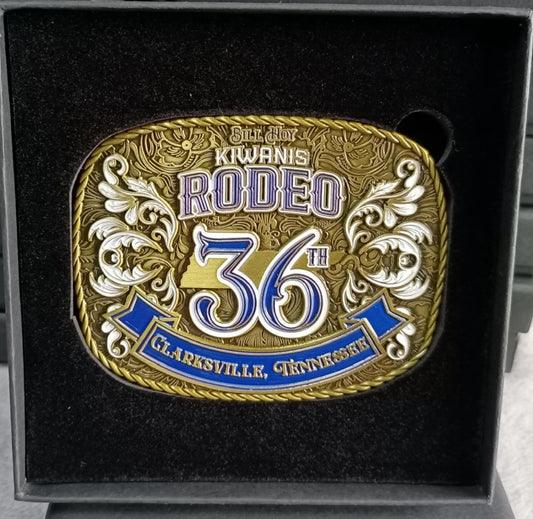 BILL HOY
KIWANIS
RODEO
36TH
CLARKSVILLE, TENNESSEE